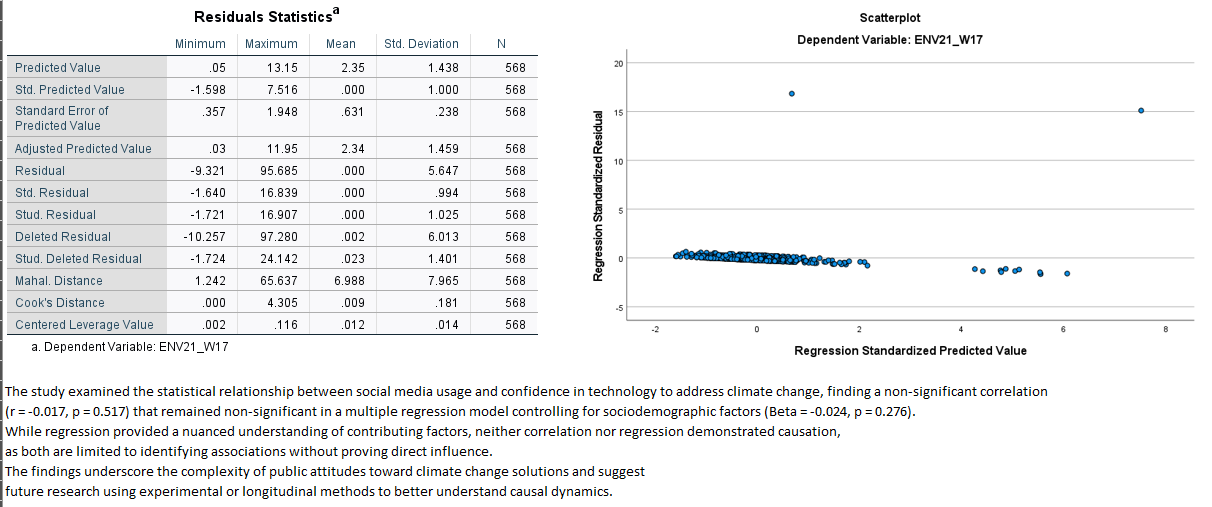 Residuals Statisticsa
Minimum Maximum Mean Std. Deviation N
Predicted Value .05 13.15 2.35 1.438 568
Std. Predicted Value -1.598 7.516 .000 1.000 568
Standard Error of
Predicted Value .357 1.948 .631 .238 568
Adjusted Predicted Value .03 11.95 2.34 1.459 568
Residual -9.321 95.685 .000 5.647 568
Std. Residual -1.640 16.839 .000 .994 568
Stud. Residual -1.721 16.907 .000 1.025 568
Deleted Residual -10.257 97.280 .002 6.013 568
Stud. Deleted Residual -1.724 24.142 .023 1.401 568
Mahal. Distance 1.242 65.637 6.988 7.965 568
Cook's Distance .000 4.305 .009 .181 568
Centered Leverage Value .002 .116 .012 .014 568
a. Dependent Variable: ENV21_W17
Scatterplot
Dependent Variable: ENV21_W17
Regression Standardized Residual
20
15
10
5
0
-5
-2 0 2 4 6 8
Regression Standardized Predicted Value
The study examined the statistical relationship between social media usage and confidence in technology to address climate change, finding a non-significant correlation
(r = -0.017, p = 0.517) that remained non-significant in a multiple regression model controlling for sociodemographic factors (Beta = -0.024, p = 0.276).
While regression provided a nuanced understanding of contributing factors, neither correlation nor regression demonstrated causation,
as both are limited to identifying associations without proving direct influence.
The findings underscore the complexity of public attitudes toward climate change solutions and suggest
future research using experimental or longitudinal methods to better understand causal dynamics.